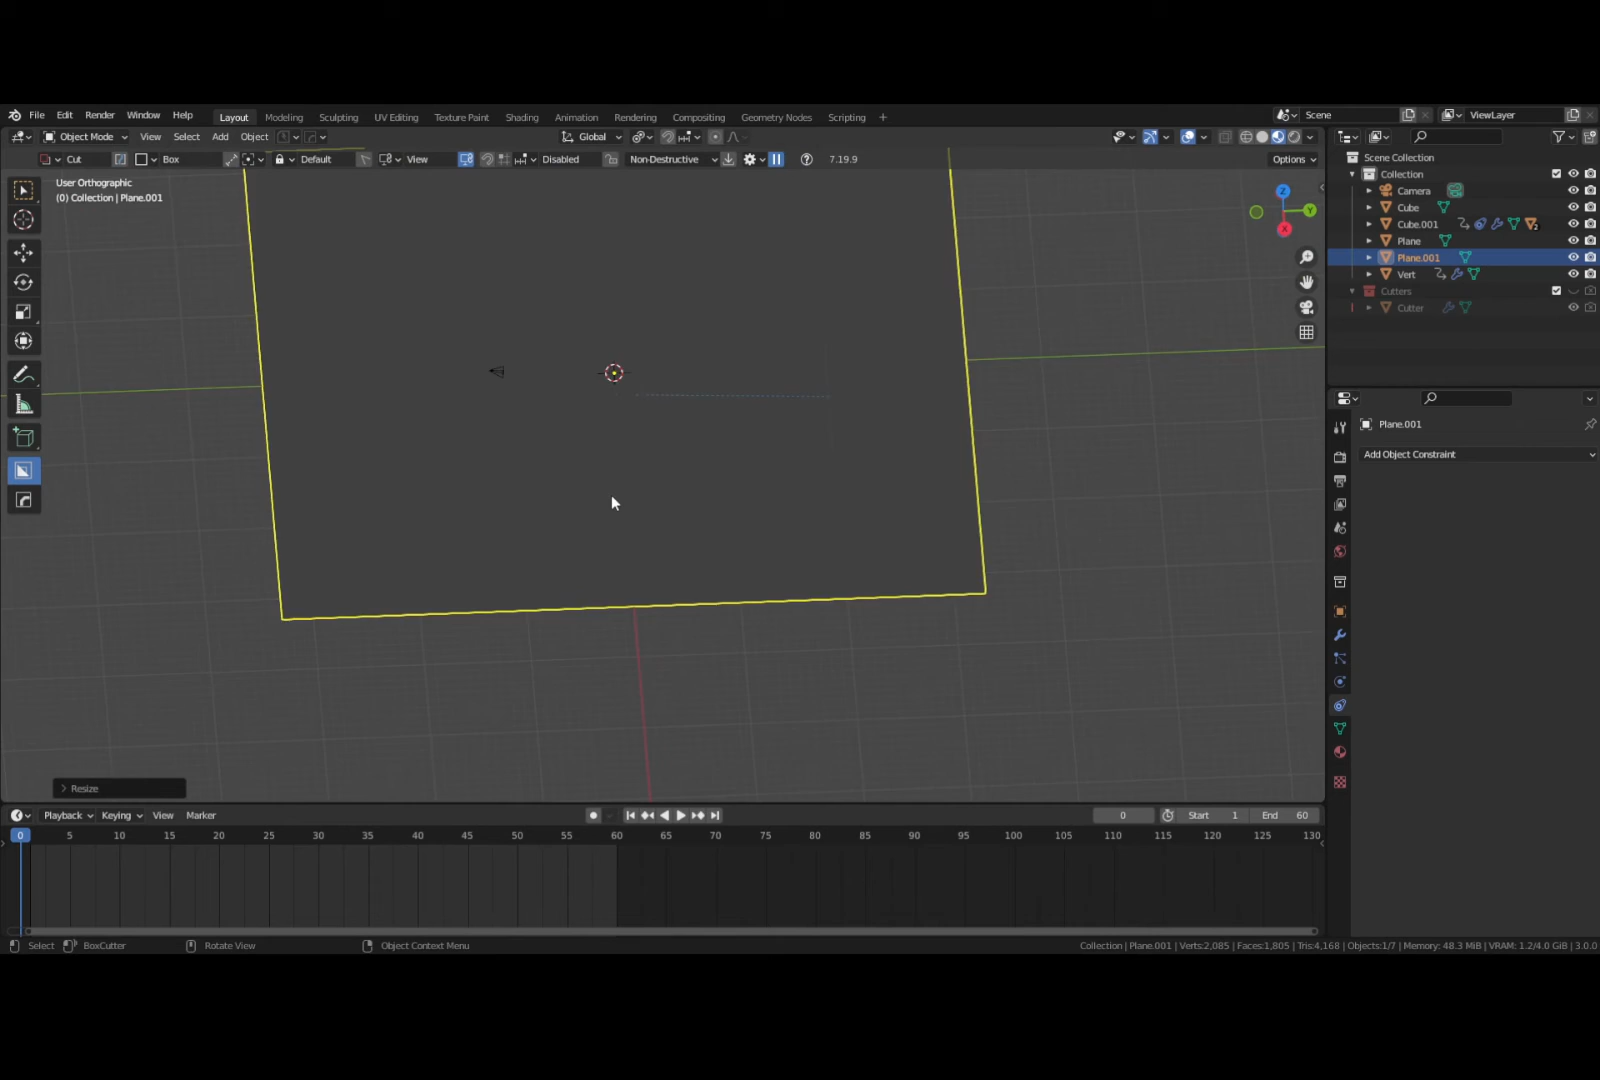 File Edit Render Window Help Layout Modeling Sculpting UV Editing Texture Paint Shading Animation Rendering Compositing Geometry Nodes Scripting + Scene ViewLayer
Object Mode View Select Add Object Global
Cut Box Default View Disabled Non-Destructive 7.19.9 Options
User Orthographic
(0) Collection | Plane.001
Z
Y
X
Scene Collection
Collection
Camera
Cube
Cube.001 2
Plane
Plane.001
Vert
Cutters
Cutter
Plane.001
Add Object Constraint
Resize
Playback Keying View Marker 0 Start 1 End 60
0 5 10 15 20 25 30 35 40 45 50 55 60 65 70 75 80 85 90 95 100 105 110 115 120 125 130
Select BoxCutter Rotate View Object Context Menu Collection | Plane.001 | Verts:2,085 | Faces:1,805 | Tris:4,168 | Objects:1/7 | Memory: 48.3 MiB | VRAM: 1.2/4.0 GiB | 3.0.0